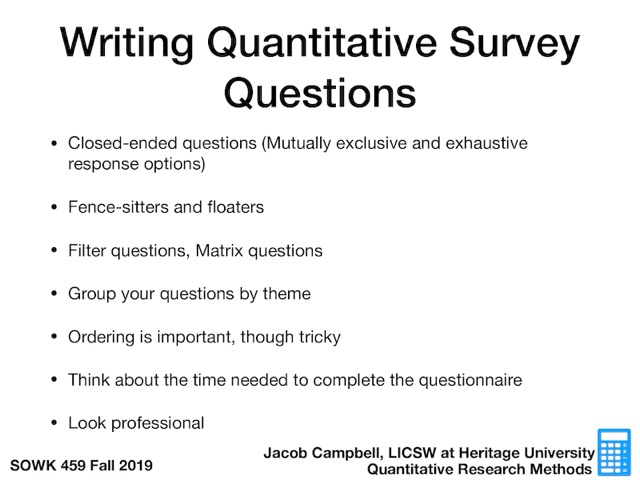 Writing Quantitative Survey
Questions
• Closed-ended questions (Mutually exclusive and exhaustive
response options)
• Fence-sitters and floaters
• Filter questions, Matrix questions
• Group your questions by theme
• Ordering is important, though tricky
• Think about the time needed to complete the questionnaire
• Look professional
SOWK 459 Fall 2019
Jacob Campbell, LICSW at Heritage University
Quantitative Research Methods